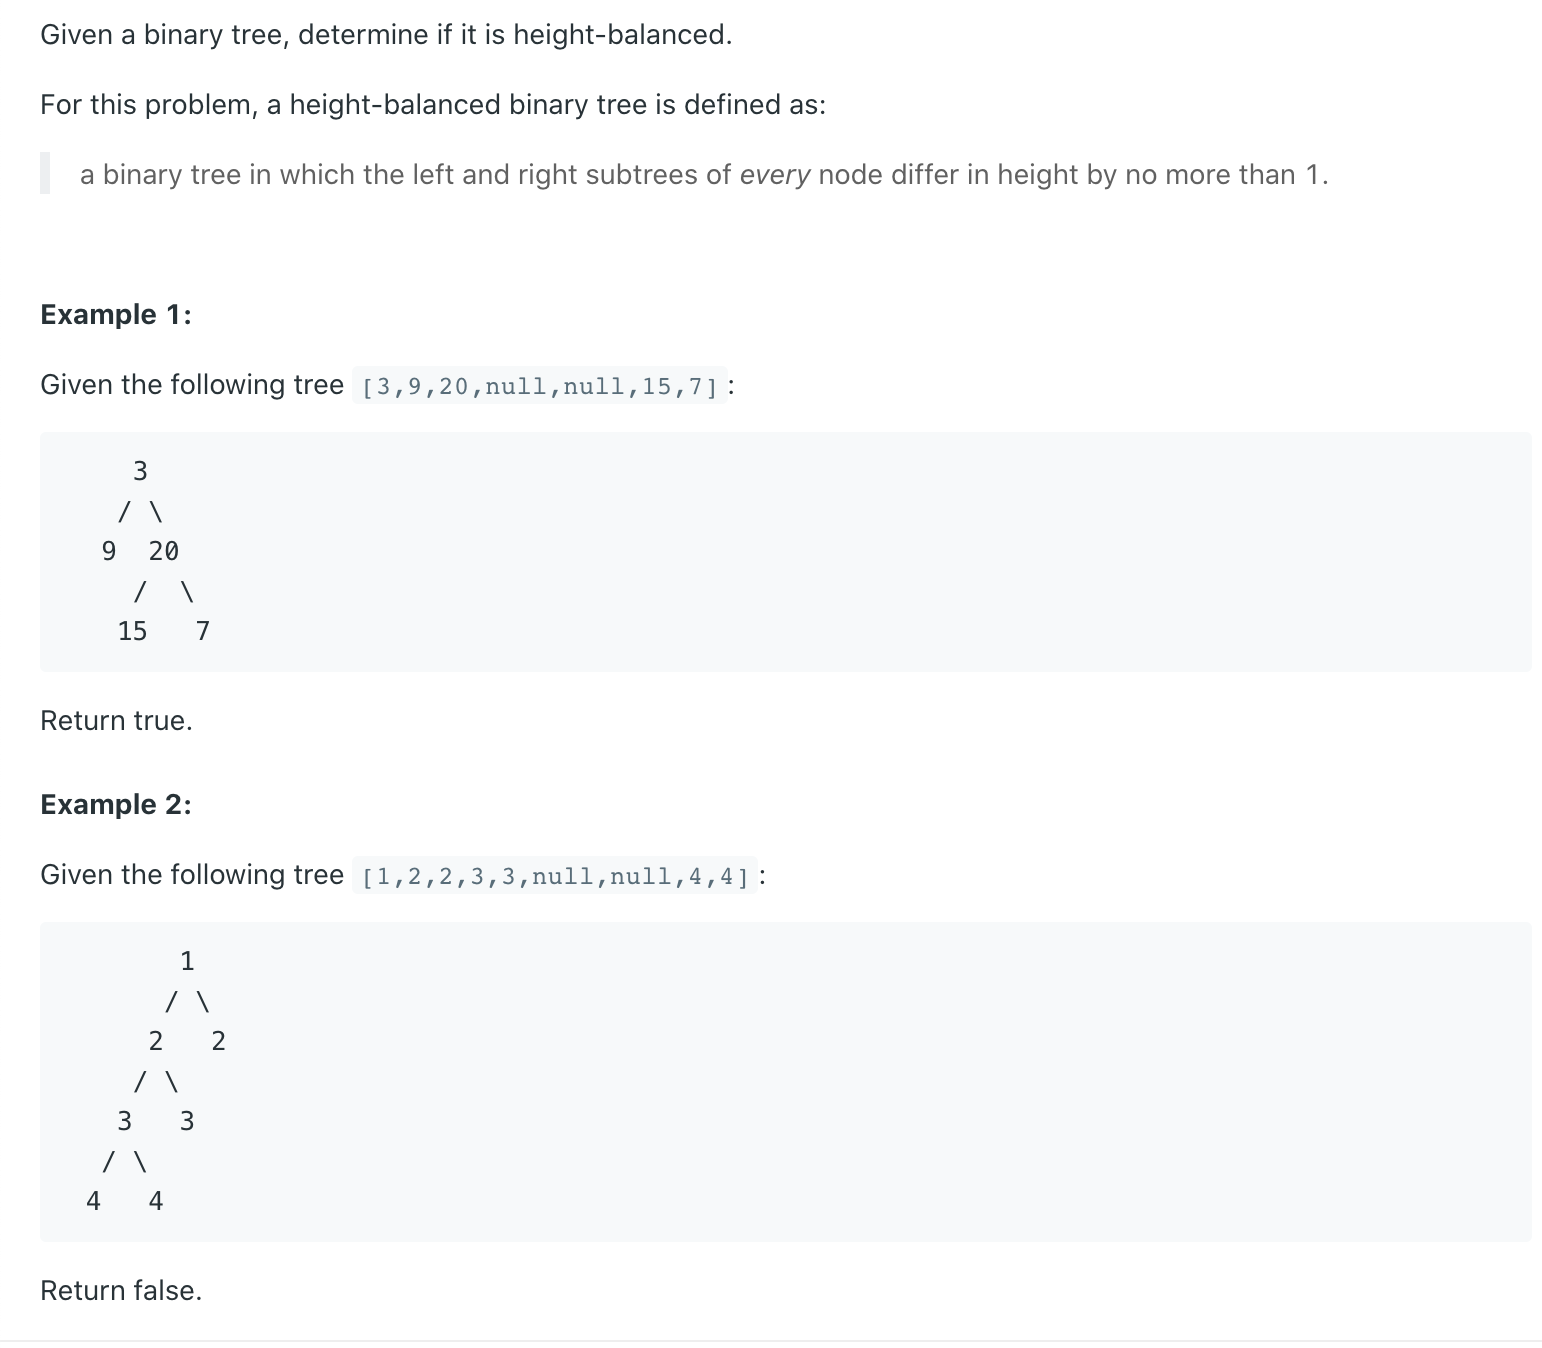 Given a binary tree, determine if it is height-balanced.
For this problem, a height-balanced binary tree is defined as:
a binary tree in which the left and right subtrees of every node differ in height by no more than 1.
Example 1:
Given the following tree [3,9,20,null,null,15,7]:
    3
   / \
  9  20
    /  \
   15   7
Return true.
Example 2:
Given the following tree [1,2,2,3,3,null,null,4,4]:
       1
      / \
     2   2
    / \
   3   3
  / \
 4   4
Return false.